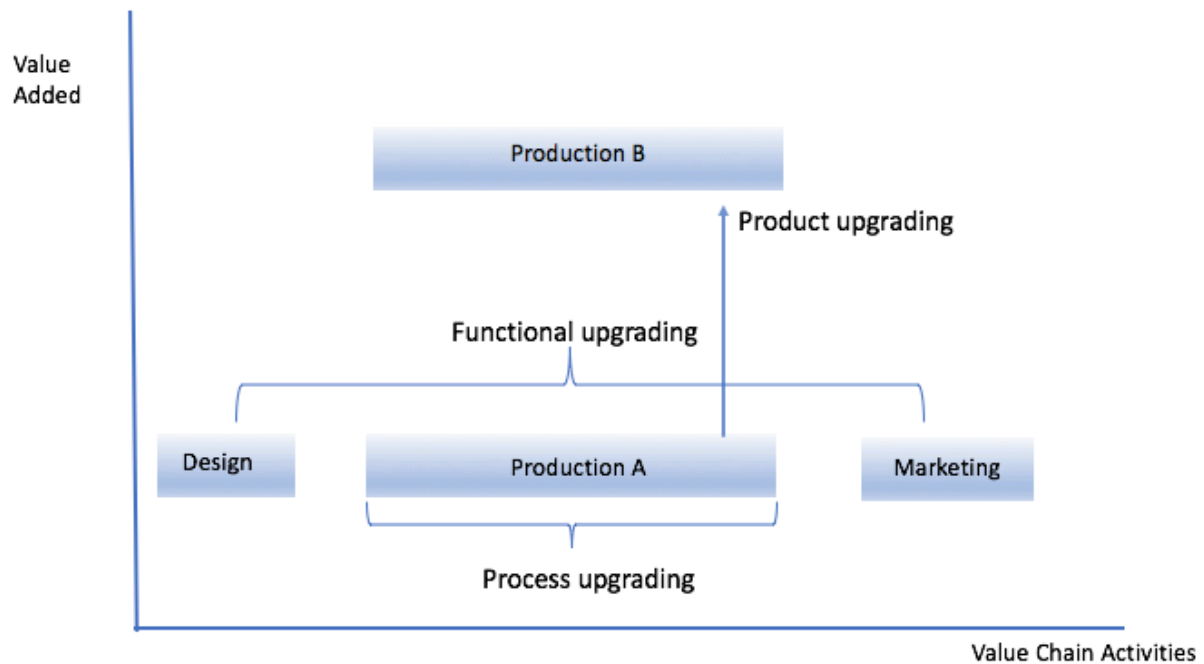 Value
Added
Production B
Product upgrading
Functional upgrading
Design
Production A
Marketing
Process upgrading
Value Chain Activities